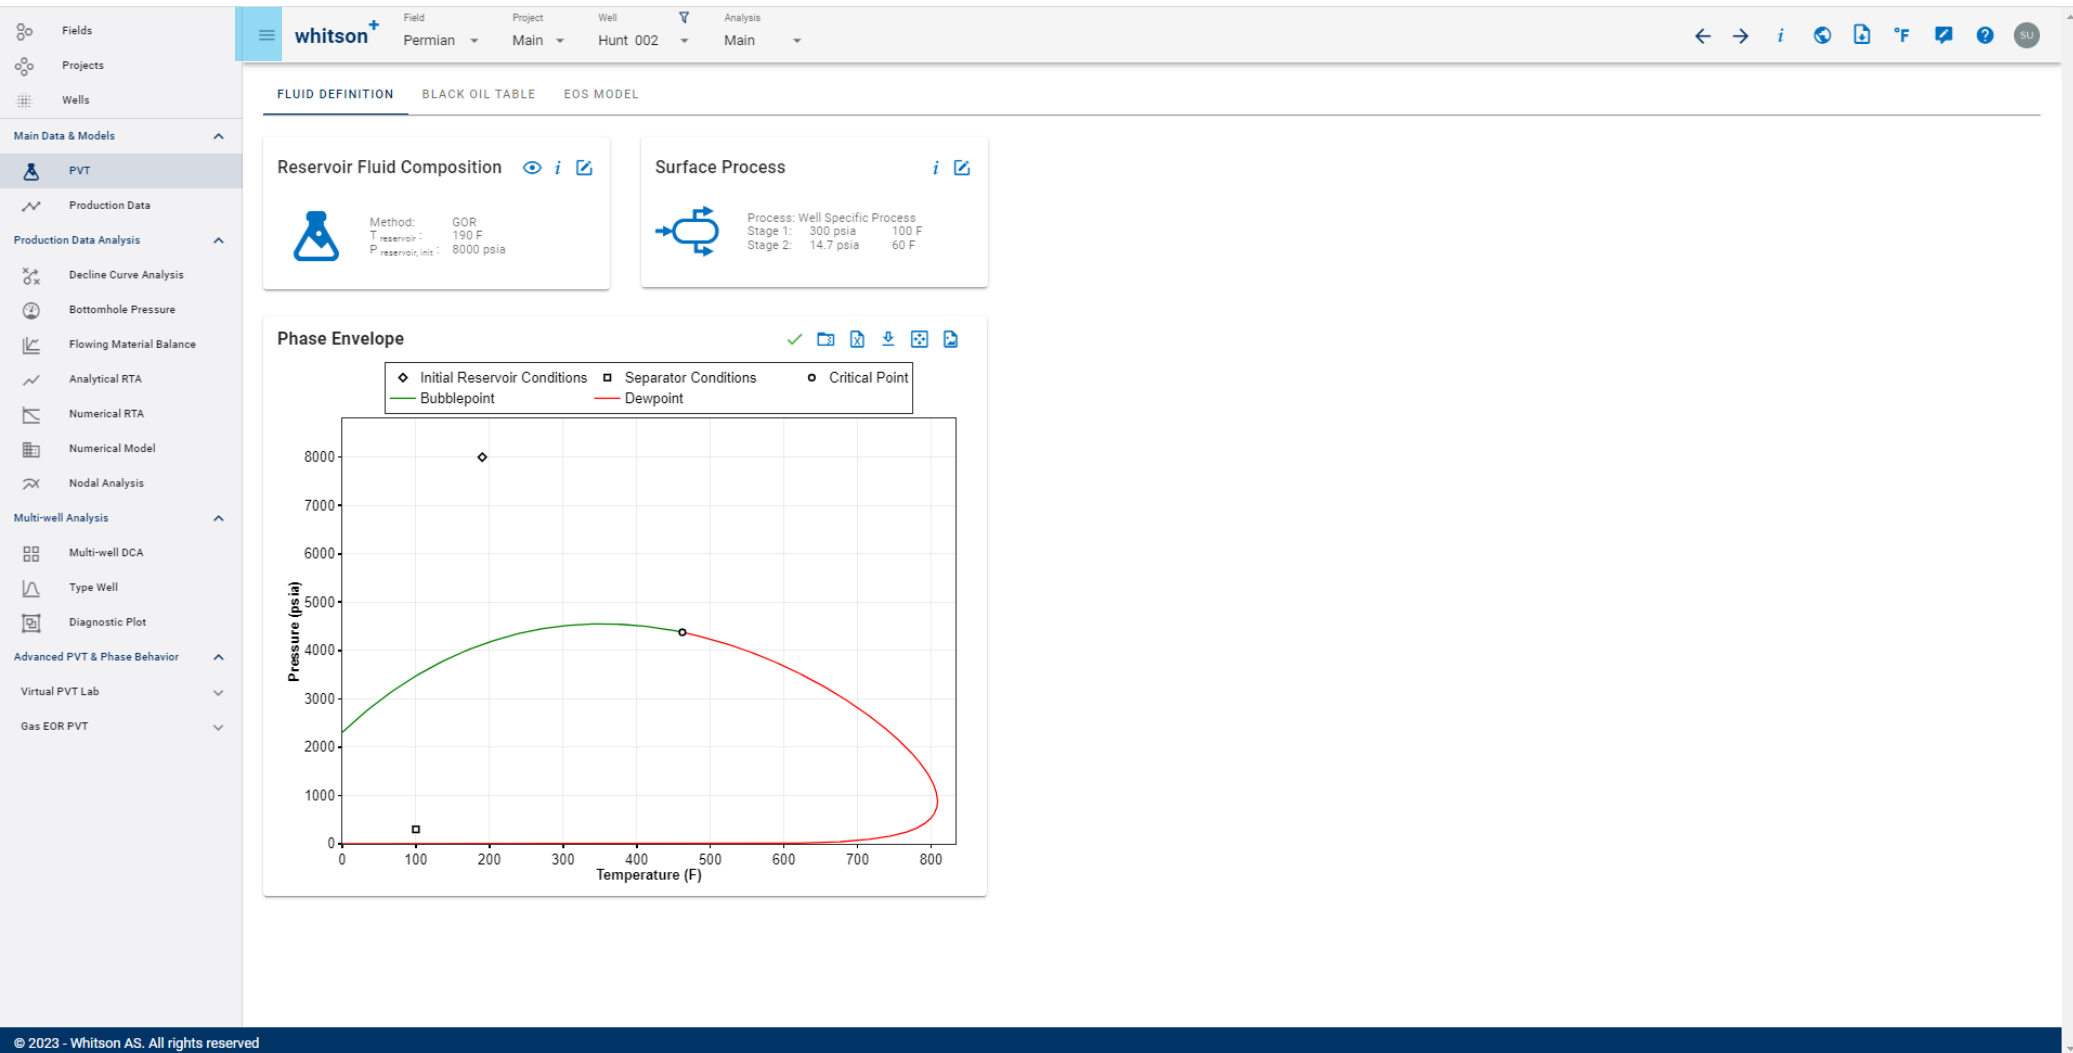 Fields
Projects
Wells
Main Data & Models
PVT
Production Data
Production Data Analysis
Decline Curve Analysis
Bottomhole Pressure
Flowing Material Balance
Analytical RTA
Numerical RTA
Numerical Model
Nodal Analysis
Multi-well Analysis
Multi-well DCA
Type Well
Diagnostic Plot
Advanced PVT & Phase Behavior
Virtual PVT Lab
Gas EOR PVT
whitson+
Field Project Well Analysis
Permian Main Hunt 002 Main
i °F SU
FLUID DEFINITION BLACK OIL TABLE EOS MODEL
Reservoir Fluid Composition i
Method: GOR
T reservoir : 190 F
P reservoir, init : 8000 psia
Surface Process i
Process: Well Specific Process
Stage 1: 300 psia 100 F
Stage 2: 14.7 psia 60 F
Phase Envelope
Initial Reservoir Conditions Separator Conditions Critical Point
Bubblepoint Dewpoint
8000
7000
6000
5000
4000
3000
2000
1000
0
Pressure (psia)
0 100 200 300 400 500 600 700 800
Temperature (F)
© 2023 - Whitson AS. All rights reserved